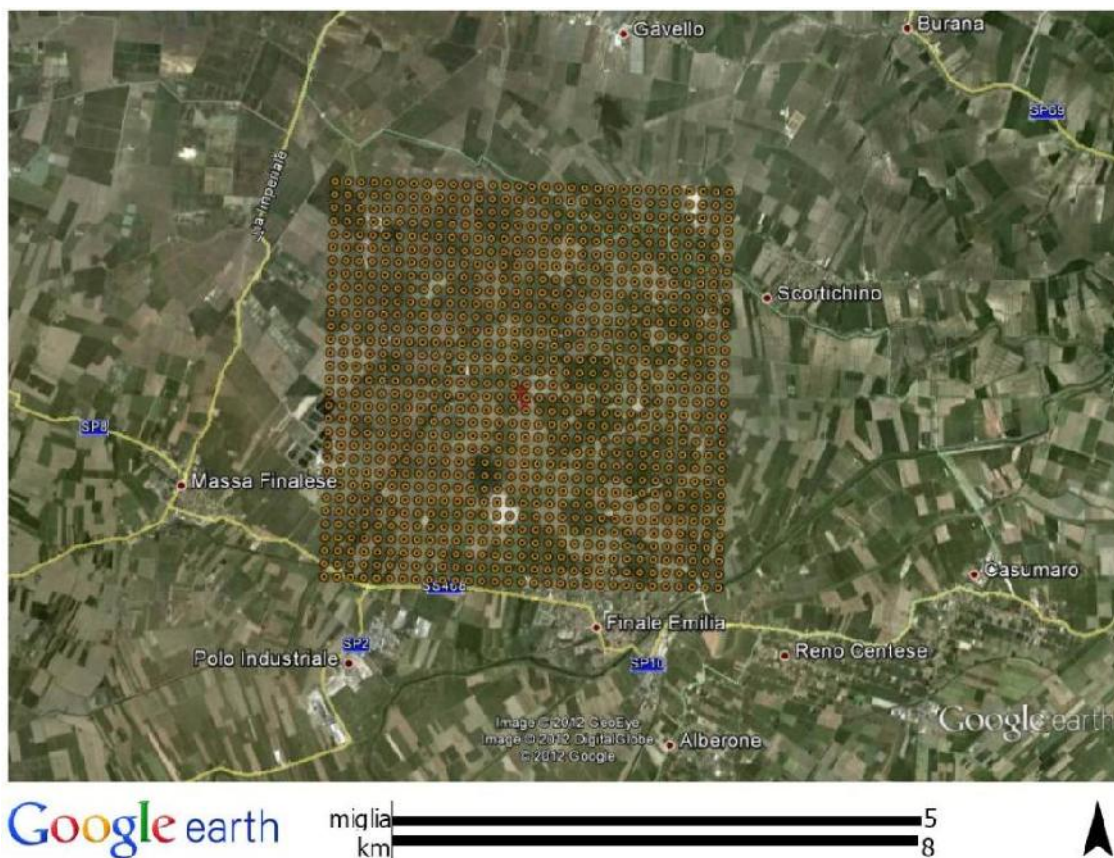 Gavello
Burana
SP69
Via Imperiale
Scortichino
SP8
Massa Finalese
Casumaro
SS468
Finale Emilia
SP2
Polo Industriale
SP10
Reno Centese
Google earth
Image © 2012 GeoEye
Image © 2012 DigitalGlobe
© 2012 Google
Alberone
Google earth
miglia 5
km 8